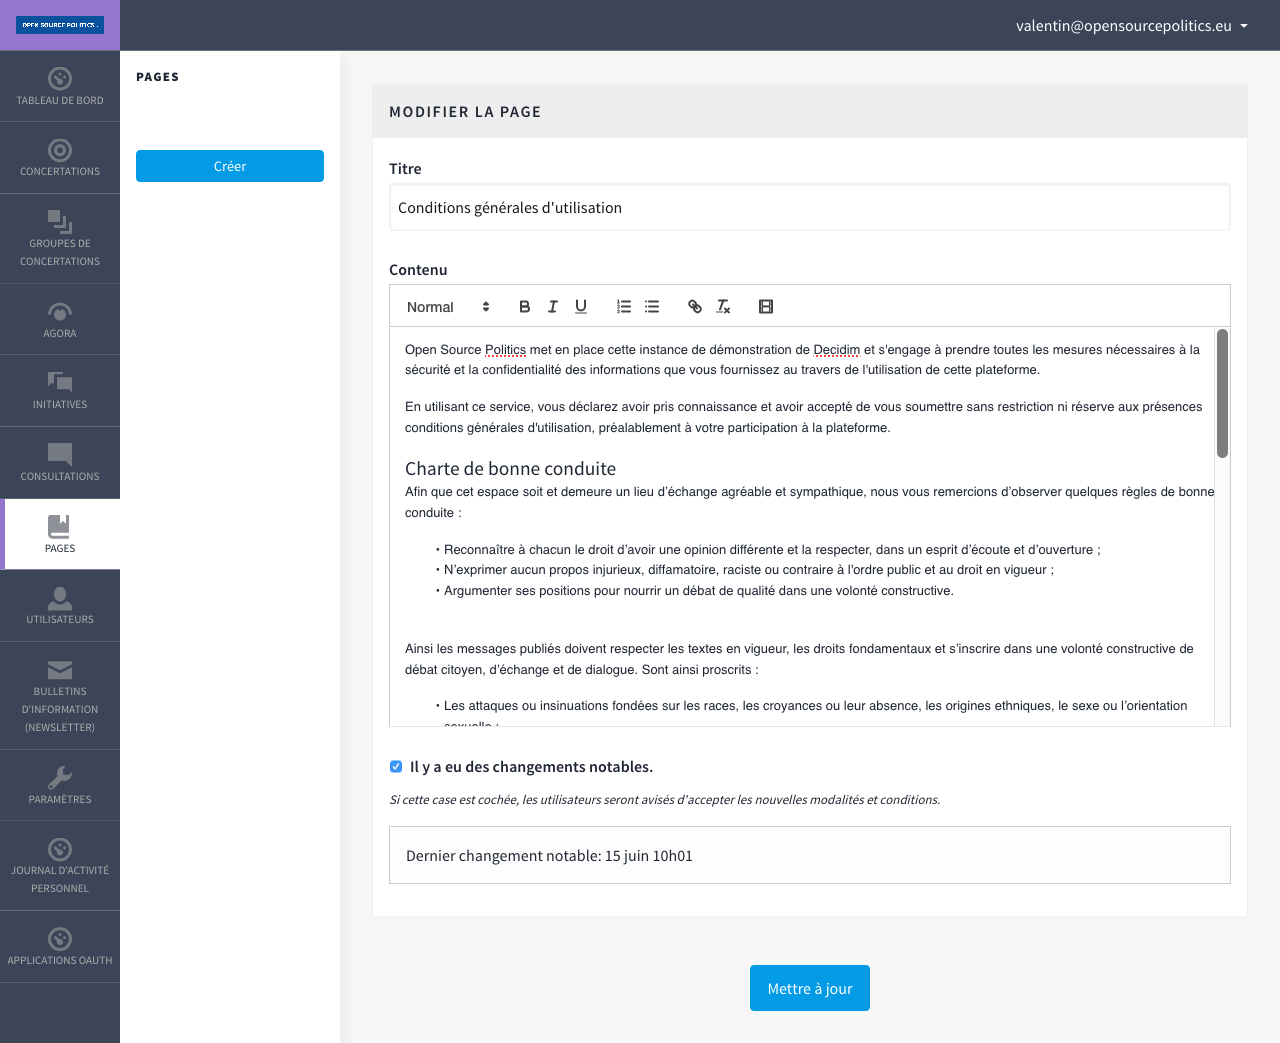 OPEN SOURCE POLITICS.
valentin@opensourcepolitics.eu
TABLEAU DE BORD
CONCERTATIONS
GROUPES DE
CONCERTATIONS
AGORA
INITIATIVES
CONSULTATIONS
PAGES
UTILISATEURS
BULLETINS
D'INFORMATION
(NEWSLETTER)
PARAMÈTRES
JOURNAL D'ACTIVITÉ
PERSONNEL
APPLICATIONS OAUTH
PAGES
Créer
MODIFIER LA PAGE
Titre
Conditions générales d'utilisation
Contenu
Normal
Open Source Politics met en place cette instance de démonstration de Decidim et s'engage à prendre toutes les mesures nécessaires à la
sécurité et la confidentialité des informations que vous fournissez au travers de l'utilisation de cette plateforme.
En utilisant ce service, vous déclarez avoir pris connaissance et avoir accepté de vous soumettre sans restriction ni réserve aux présences
conditions générales d'utilisation, préalablement à votre participation à la plateforme.
Charte de bonne conduite
Afin que cet espace soit et demeure un lieu d’échange agréable et sympathique, nous vous remercions d’observer quelques règles de bonne
conduite :
• Reconnaître à chacun le droit d’avoir une opinion différente et la respecter, dans un esprit d’écoute et d’ouverture ;
• N’exprimer aucun propos injurieux, diffamatoire, raciste ou contraire à l'ordre public et au droit en vigueur ;
• Argumenter ses positions pour nourrir un débat de qualité dans une volonté constructive.
Ainsi les messages publiés doivent respecter les textes en vigueur, les droits fondamentaux et s’inscrire dans une volonté constructive de
débat citoyen, d’échange et de dialogue. Sont ainsi proscrits :
• Les attaques ou insinuations fondées sur les races, les croyances ou leur absence, les origines ethniques, le sexe ou l’orientation
sexuelle ;
Il y a eu des changements notables.
Si cette case est cochée, les utilisateurs seront avisés d'accepter les nouvelles modalités et conditions.
Dernier changement notable: 15 juin 10h01
Mettre à jour